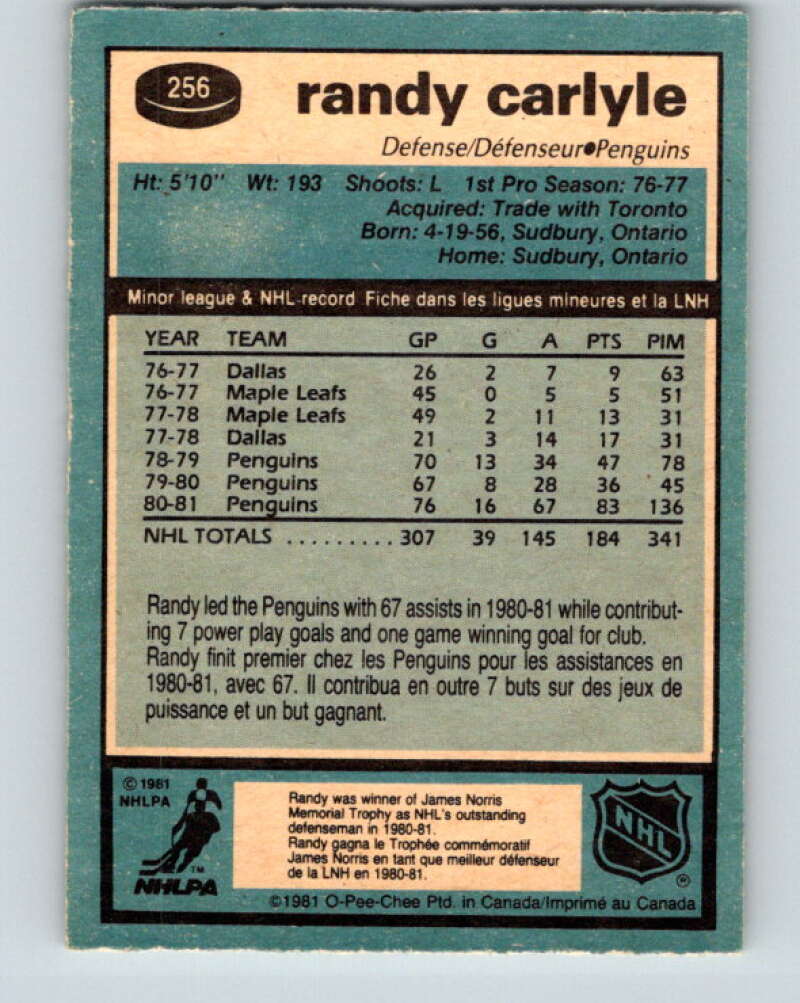 256
randy carlyle
Defense/Défenseur●Penguins
Ht: 5'10" Wt: 193 Shoots: L 1st Pro Season: 76-77
Acquired: Trade with Toronto
Born: 4-19-56, Sudbury, Ontario
Home: Sudbury, Ontario
Minor league & NHL record Fiche dans les ligues mineures et la LNH
YEAR TEAM GP G A PTS PIM
76-77 Dallas 26 2 7 9 63
76-77 Maple Leafs 45 0 5 5 51
77-78 Maple Leafs 49 2 11 13 31
77-78 Dallas 21 3 14 17 31
78-79 Penguins 70 13 34 47 78
79-80 Penguins 67 8 28 36 45
80-81 Penguins 76 16 67 83 136
NHL TOTALS ......... 307 39 145 184 341
Randy led the Penguins with 67 assists in 1980-81 while contribut-
ing 7 power play goals and one game winning goal for club.
Randy finit premier chez les Penguins pour les assistances en
1980-81, avec 67. Il contribua en outre 7 buts sur des jeux de
puissance et un but gagnant.
© 1981
NHLPA
TM
NHLPA
Randy was winner of James Norris
Memorial Trophy as NHL's outstanding
defenseman in 1980-81.
Randy gagna le Trophée commémoratif
James Norris en tant que meilleur défenseur
de la LNH en 1980-81.
NHL
®
©1981 O-Pee-Chee Ptd. in Canada/Imprimé au Canada